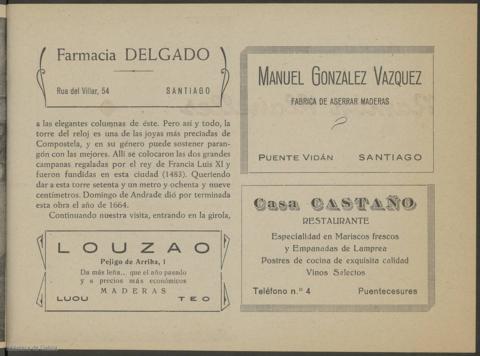 Farmacia DELGADO
Rua del Villar, 54 SANTIAGO
a las elegantes columnas de éste. Pero así y todo, la
torre del reloj es una de las joyas más preciadas de
Compostela, y en su género puede sostener paran-
gón con las mejores. Allí se colocaron las dos grandes
campanas regaladas por el rey de Francia Luis XI y
fueron fundidas en esta ciudad (1483). Queriendo
dar a esta torre setenta y un metro y ochenta y nueve
centímetros. Domingo de Andrade dió por terminada
esta obra el año de 1664.
Continuando nuestra visita, entrando en la girola,
LOUZAO
Pejigo de Arriba, 1
Da más leña... que el año pasado
y a precios más económicos
MADERAS
LUOU TEO
MANUEL GONZALEZ VAZQUEZ
FABRICA DE ASERRAR MADERAS
PUENTE VIDÁN SANTIAGO
Casa CASTAÑO
RESTAURANTE
Especialidad en Mariscos frescos
y Empanadas de Lamprea
Postres de cocina de exquisita calidad
Vinos Selectos
Teléfono n.º 4 Puentecesures